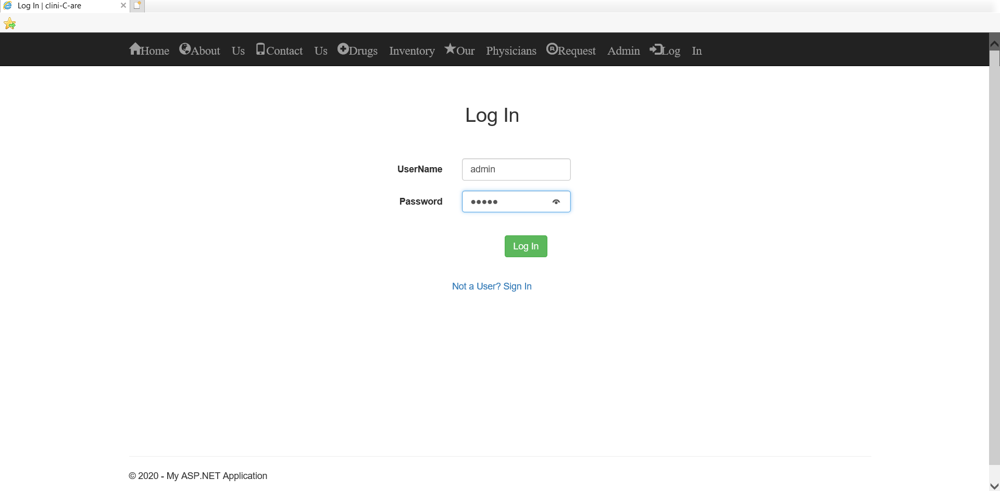 Log In | clini-C-are
Home About Us Contact Us Drugs Inventory Our Physicians Request Admin Log In
Log In
UserName admin
Password ●●●●●
Log In
Not a User? Sign In
© 2020 - My ASP.NET Application